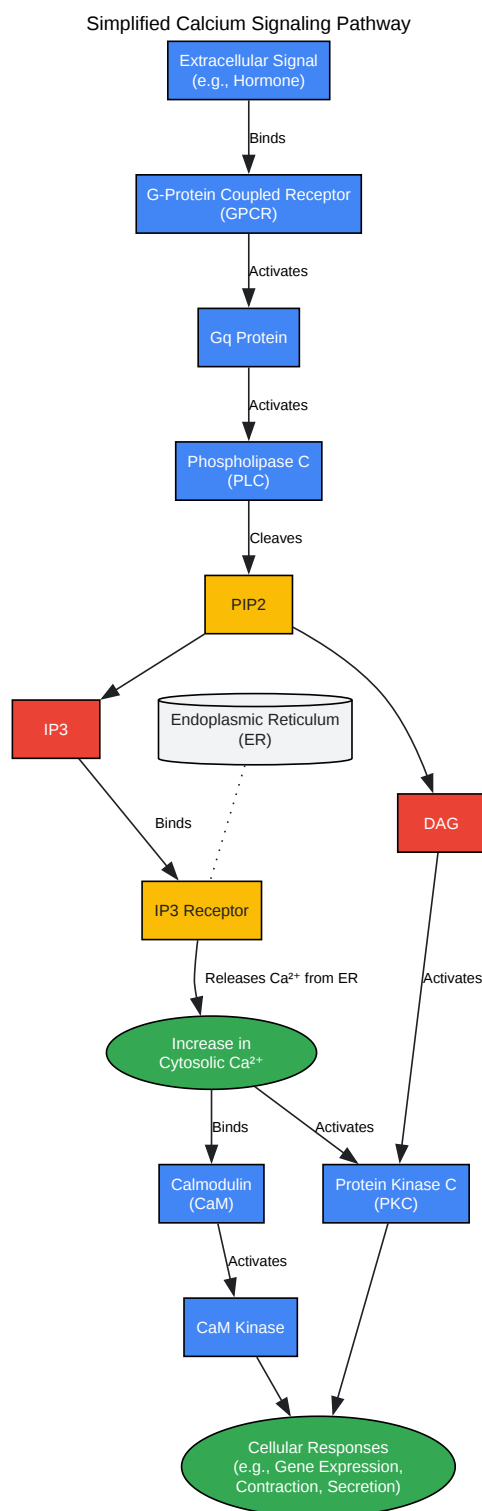 Simplified Calcium Signaling Pathway
Extracellular Signal
(e.g., Hormone)
Binds
G-Protein Coupled Receptor
(GPCR)
Activates
Gq Protein
Activates
Phospholipase C
(PLC)
Cleaves
PIP2
IP3
Endoplasmic Reticulum
(ER)
DAG
Binds
IP3 Receptor
Releases Ca²⁺ from ER
Activates
Increase in
Cytosolic Ca²⁺
Binds
Activates
Calmodulin
(CaM)
Protein Kinase C
(PKC)
Activates
CaM Kinase
Cellular Responses
(e.g., Gene Expression,
Contraction, Secretion)